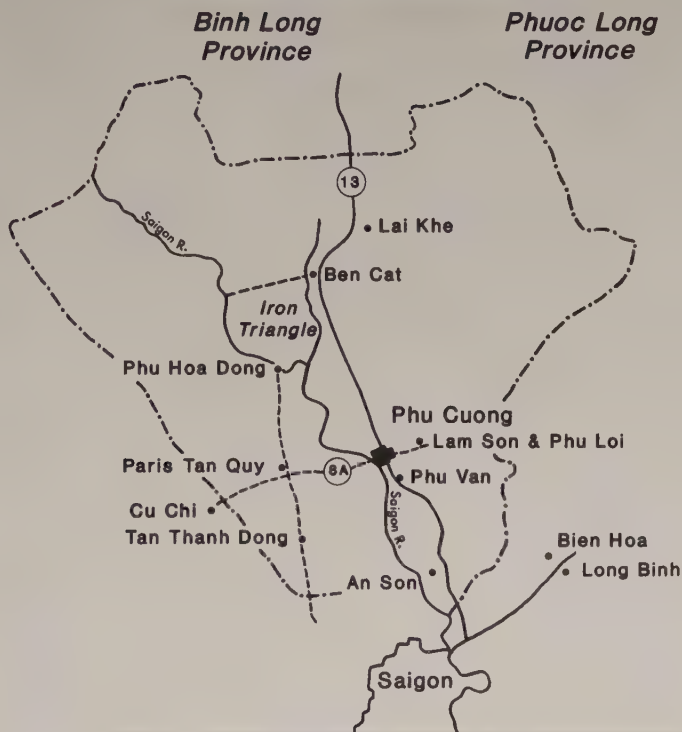 Binh Long
Province
Phuoc Long
Province
13
Saigon R.
Lai Khe
Ben Cat
Iron
Triangle
Phu Hoa Dong
Phu Cuong
Lam Son & Phu Loi
Paris Tan Quy
8A
Phu Van
Cu Chi
Saigon R.
Tan Thanh Dong
Bien Hoa
An Son
Long Binh
Saigon